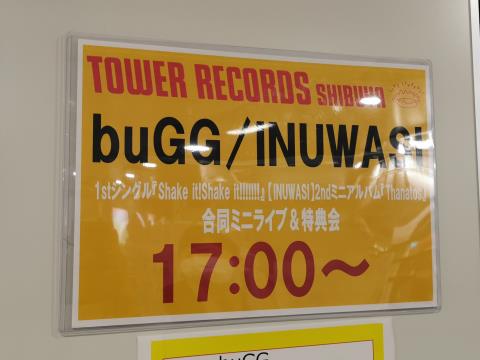 TOWER RECORDS SHIBUYA
buGG/INUWASI
1stシングル『Shake it!Shake it!!!!!!!』,【INUWASI】2ndミニアルバム『Thanatos』
合同ミニライブ&特典会
17:00～
buGG